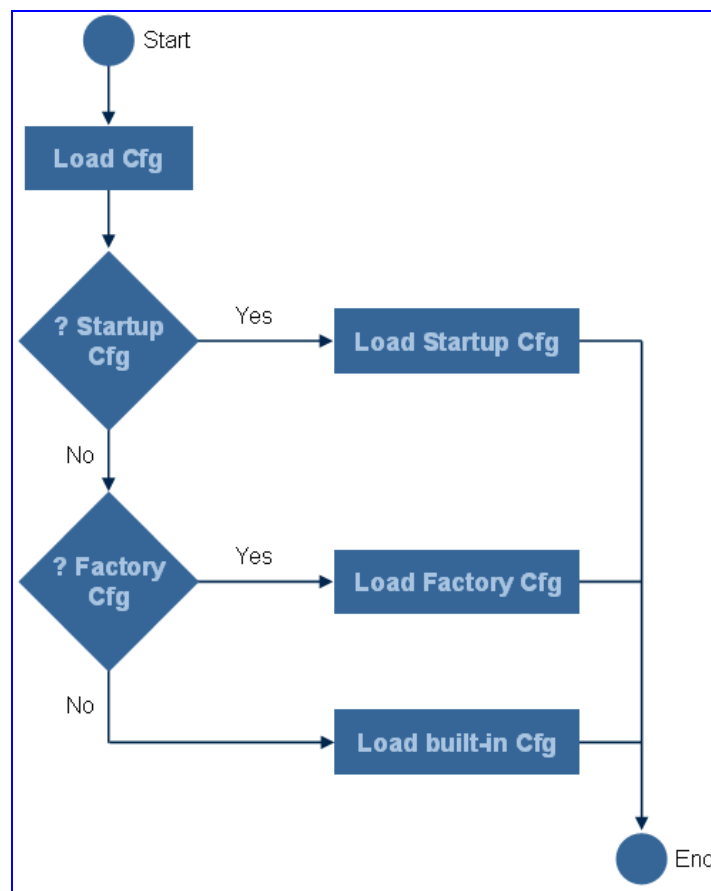 Start
Load Cfg
? Startup
Cfg
Yes
Load Startup Cfg
No
? Factory
Cfg
Yes
Load Factory Cfg
No
Load built-in Cfg
End